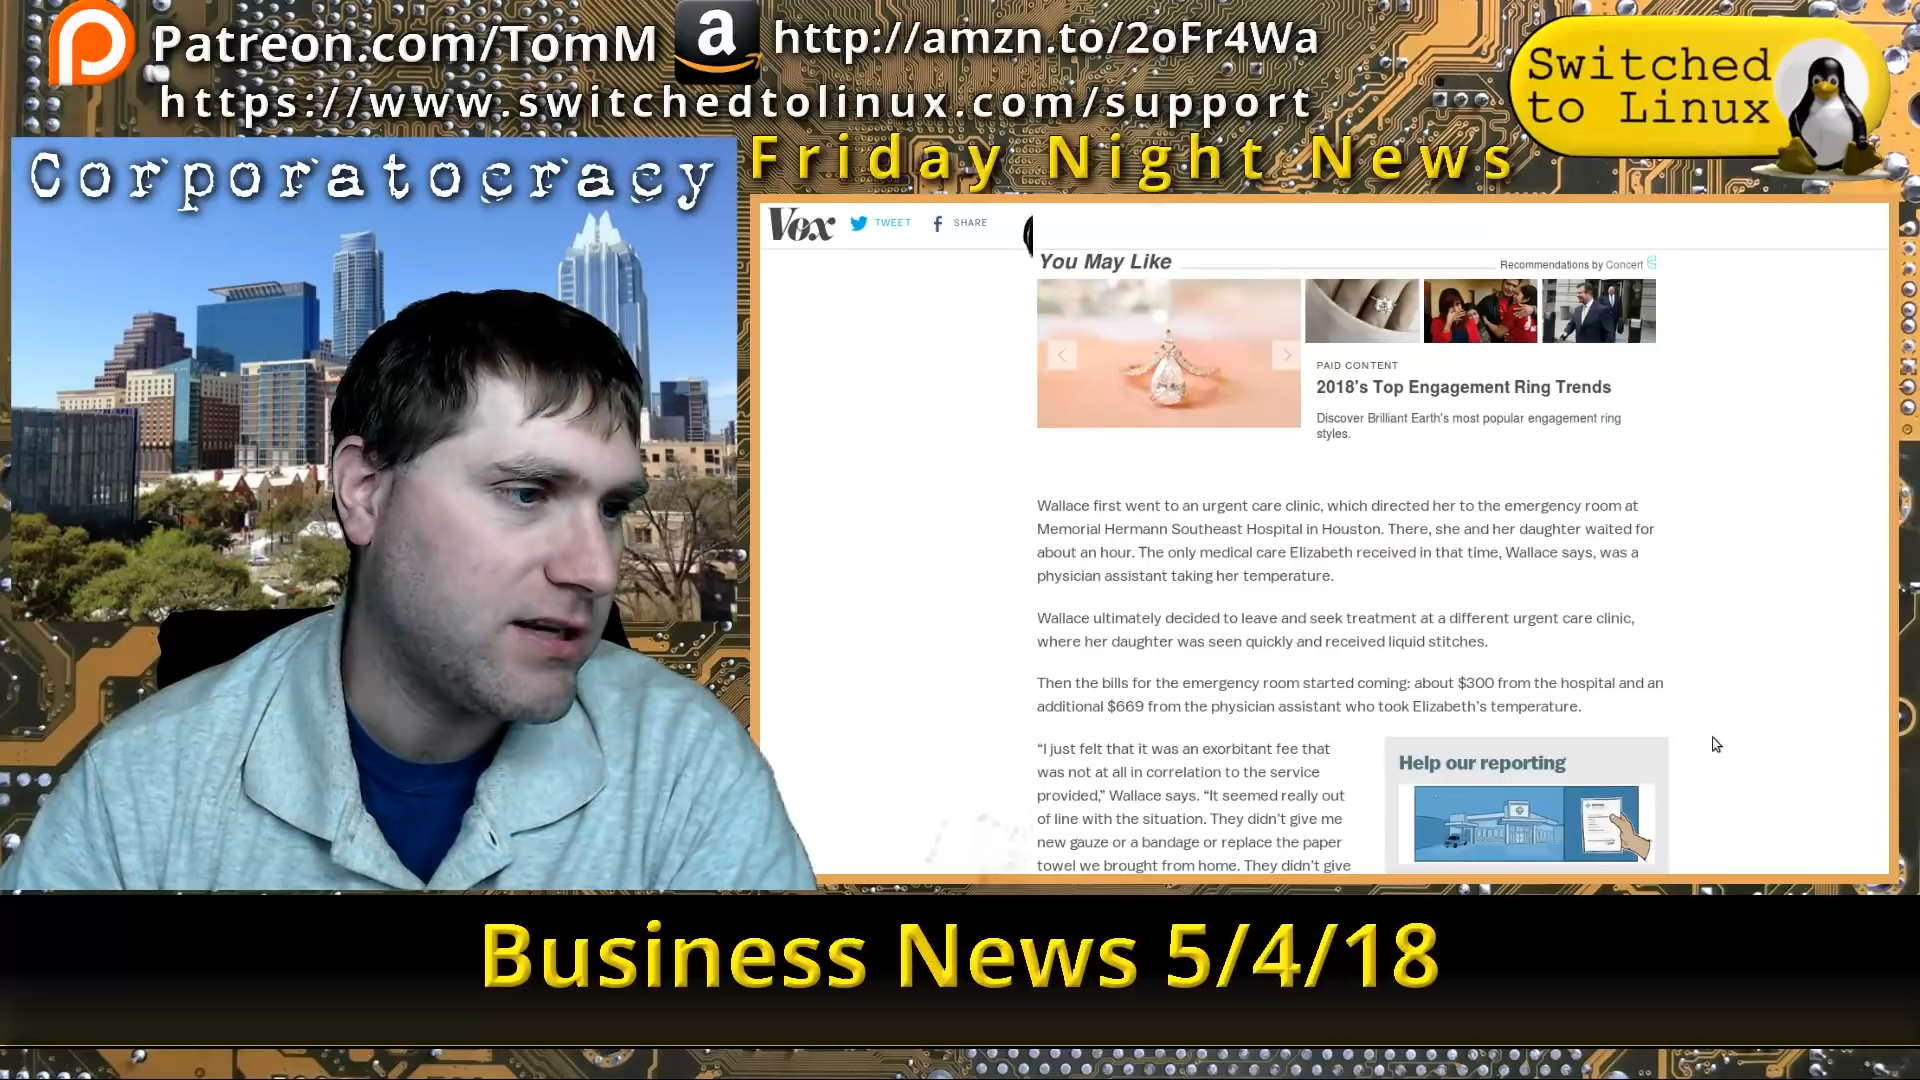 Patreon.com/TomM
a
http://amzn.to/2oFr4Wa
https://www.switchedtolinux.com/support
Switched
to Linux
Corporatocracy
Friday Night News
Vox
TWEET
SHARE
You May Like
Recommendations by Concert
PAID CONTENT
2018's Top Engagement Ring Trends
Discover Brilliant Earth's most popular engagement ring
styles.
Wallace first went to an urgent care clinic, which directed her to the emergency room at
Memorial Hermann Southeast Hospital in Houston. There, she and her daughter waited for
about an hour. The only medical care Elizabeth received in that time, Wallace says, was a
physician assistant taking her temperature.
Wallace ultimately decided to leave and seek treatment at a different urgent care clinic,
where her daughter was seen quickly and received liquid stitches.
Then the bills for the emergency room started coming: about $300 from the hospital and an
additional $669 from the physician assistant who took Elizabeth's temperature.
“I just felt that it was an exorbitant fee that
was not at all in correlation to the service
provided,” Wallace says. “It seemed really out
of line with the situation. They didn't give me
new gauze or a bandage or replace the paper
towel we brought from home. They didn't give
Help our reporting
Business News 5/4/18